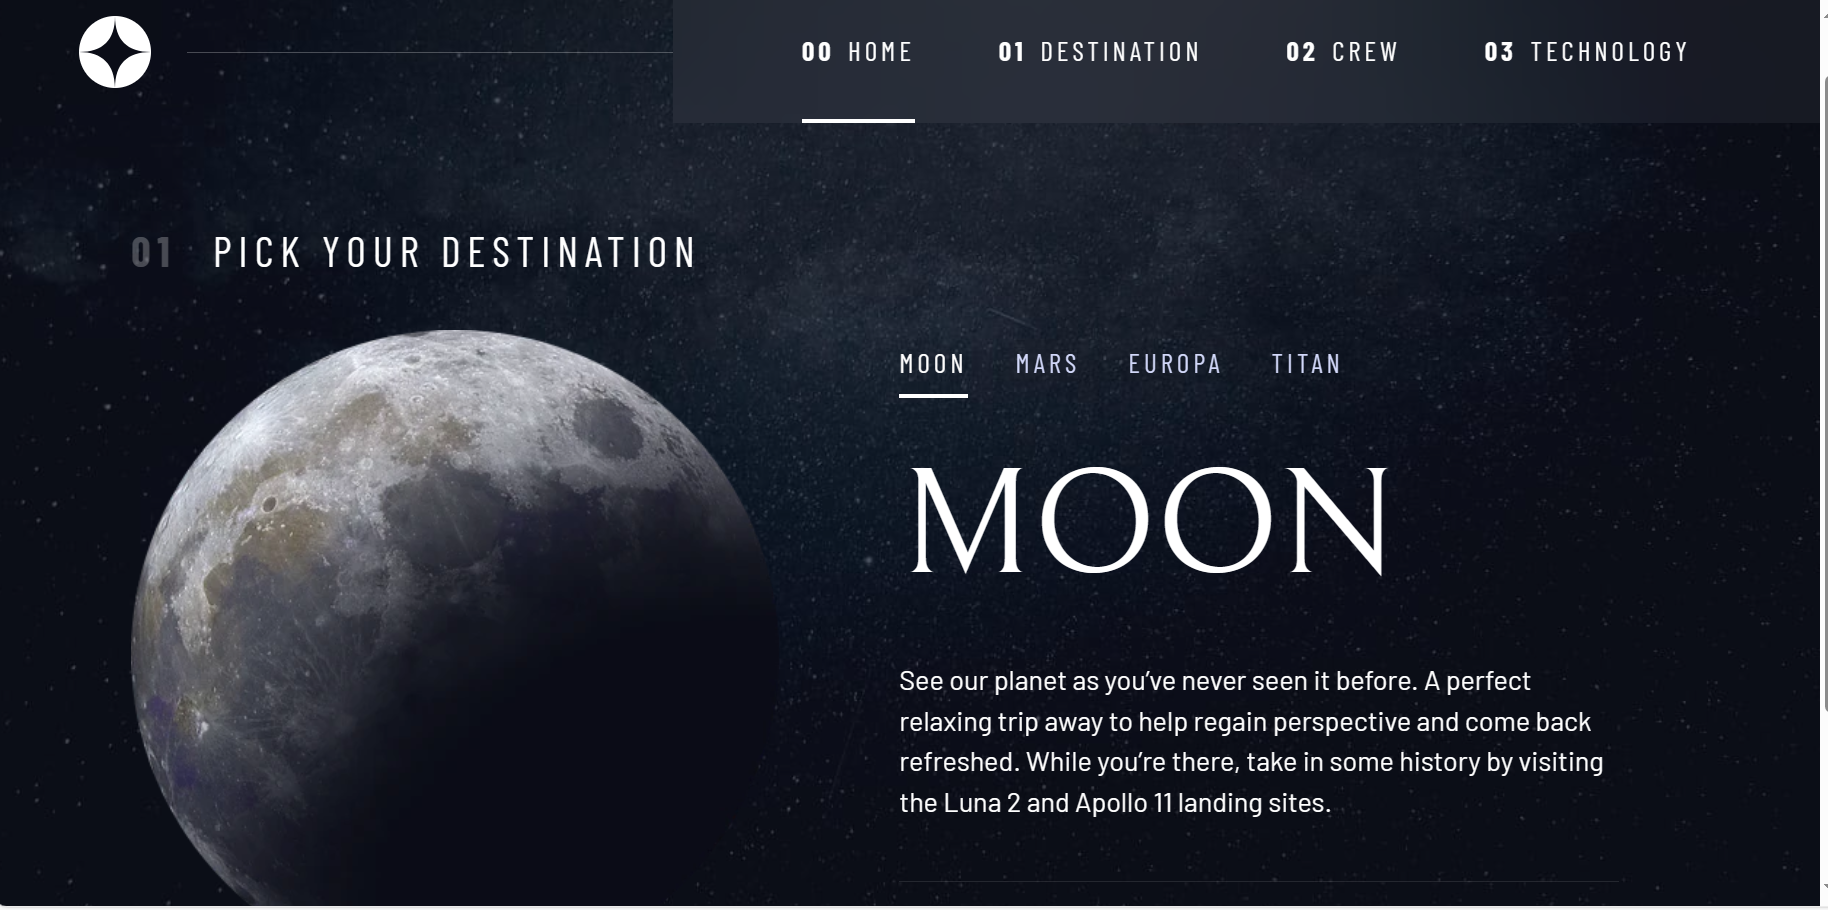 00 HOME 01 DESTINATION 02 CREW 03 TECHNOLOGY
01 PICK YOUR DESTINATION
MOON MARS EUROPA TITAN
MOON
See our planet as you’ve never seen it before. A perfect
relaxing trip away to help regain perspective and come back
refreshed. While you’re there, take in some history by visiting
the Luna 2 and Apollo 11 landing sites.